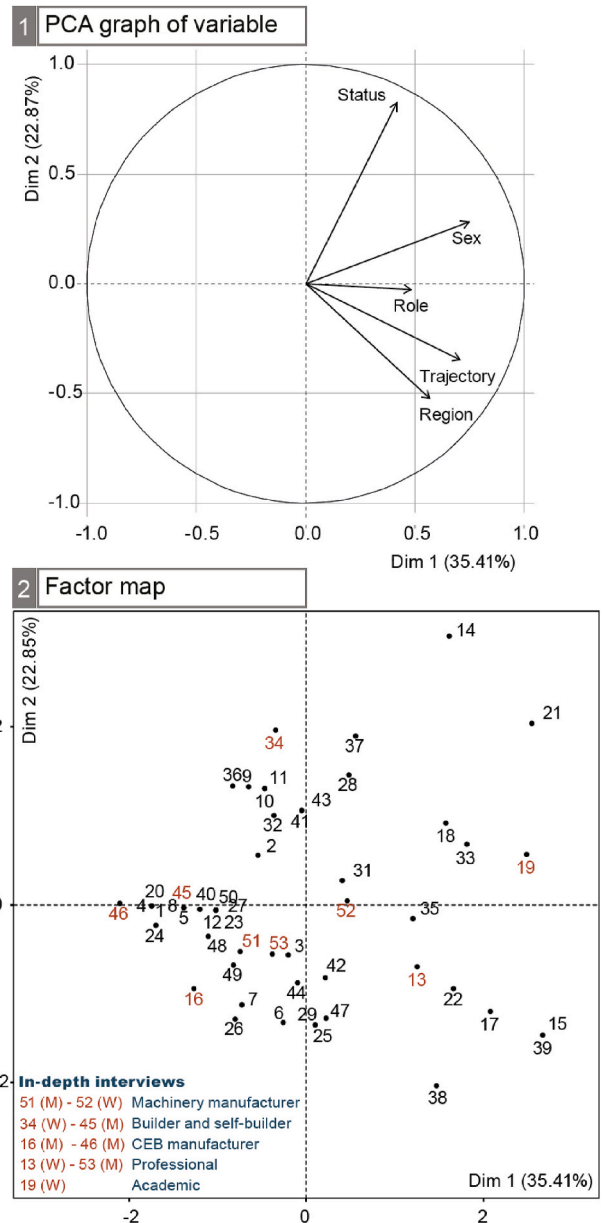 1 PCA graph of variable
Dim 2 (22.87%)
1.0
Status
0.5
Sex
0.0
Role
Trajectory
-0.5
Region
-1.0
-1.0 -0.5 0.0 0.5 1.0
Dim 1 (35.41%)
2 Factor map
Dim 2 (22.85%)
14
21
2
34 37
36 9 11
28
10 43
32 41
18
2 33
31 19
20 45 40 50
0
46 4 1 8 5 27 52 35
24 12 23
48 51 53 3
49 42 13
16 44 22
7 29 47 17 15
26 6 25 39
-2
38
In-depth interviews
51 (M) - 52 (W) Machinery manufacturer
34 (W) - 45 (M) Builder and self-builder
16 (M) - 46 (M) CEB manufacturer
13 (W) - 53 (M) Professional
19 (W) Academic
Dim 1 (35.41%)
-2 0 2